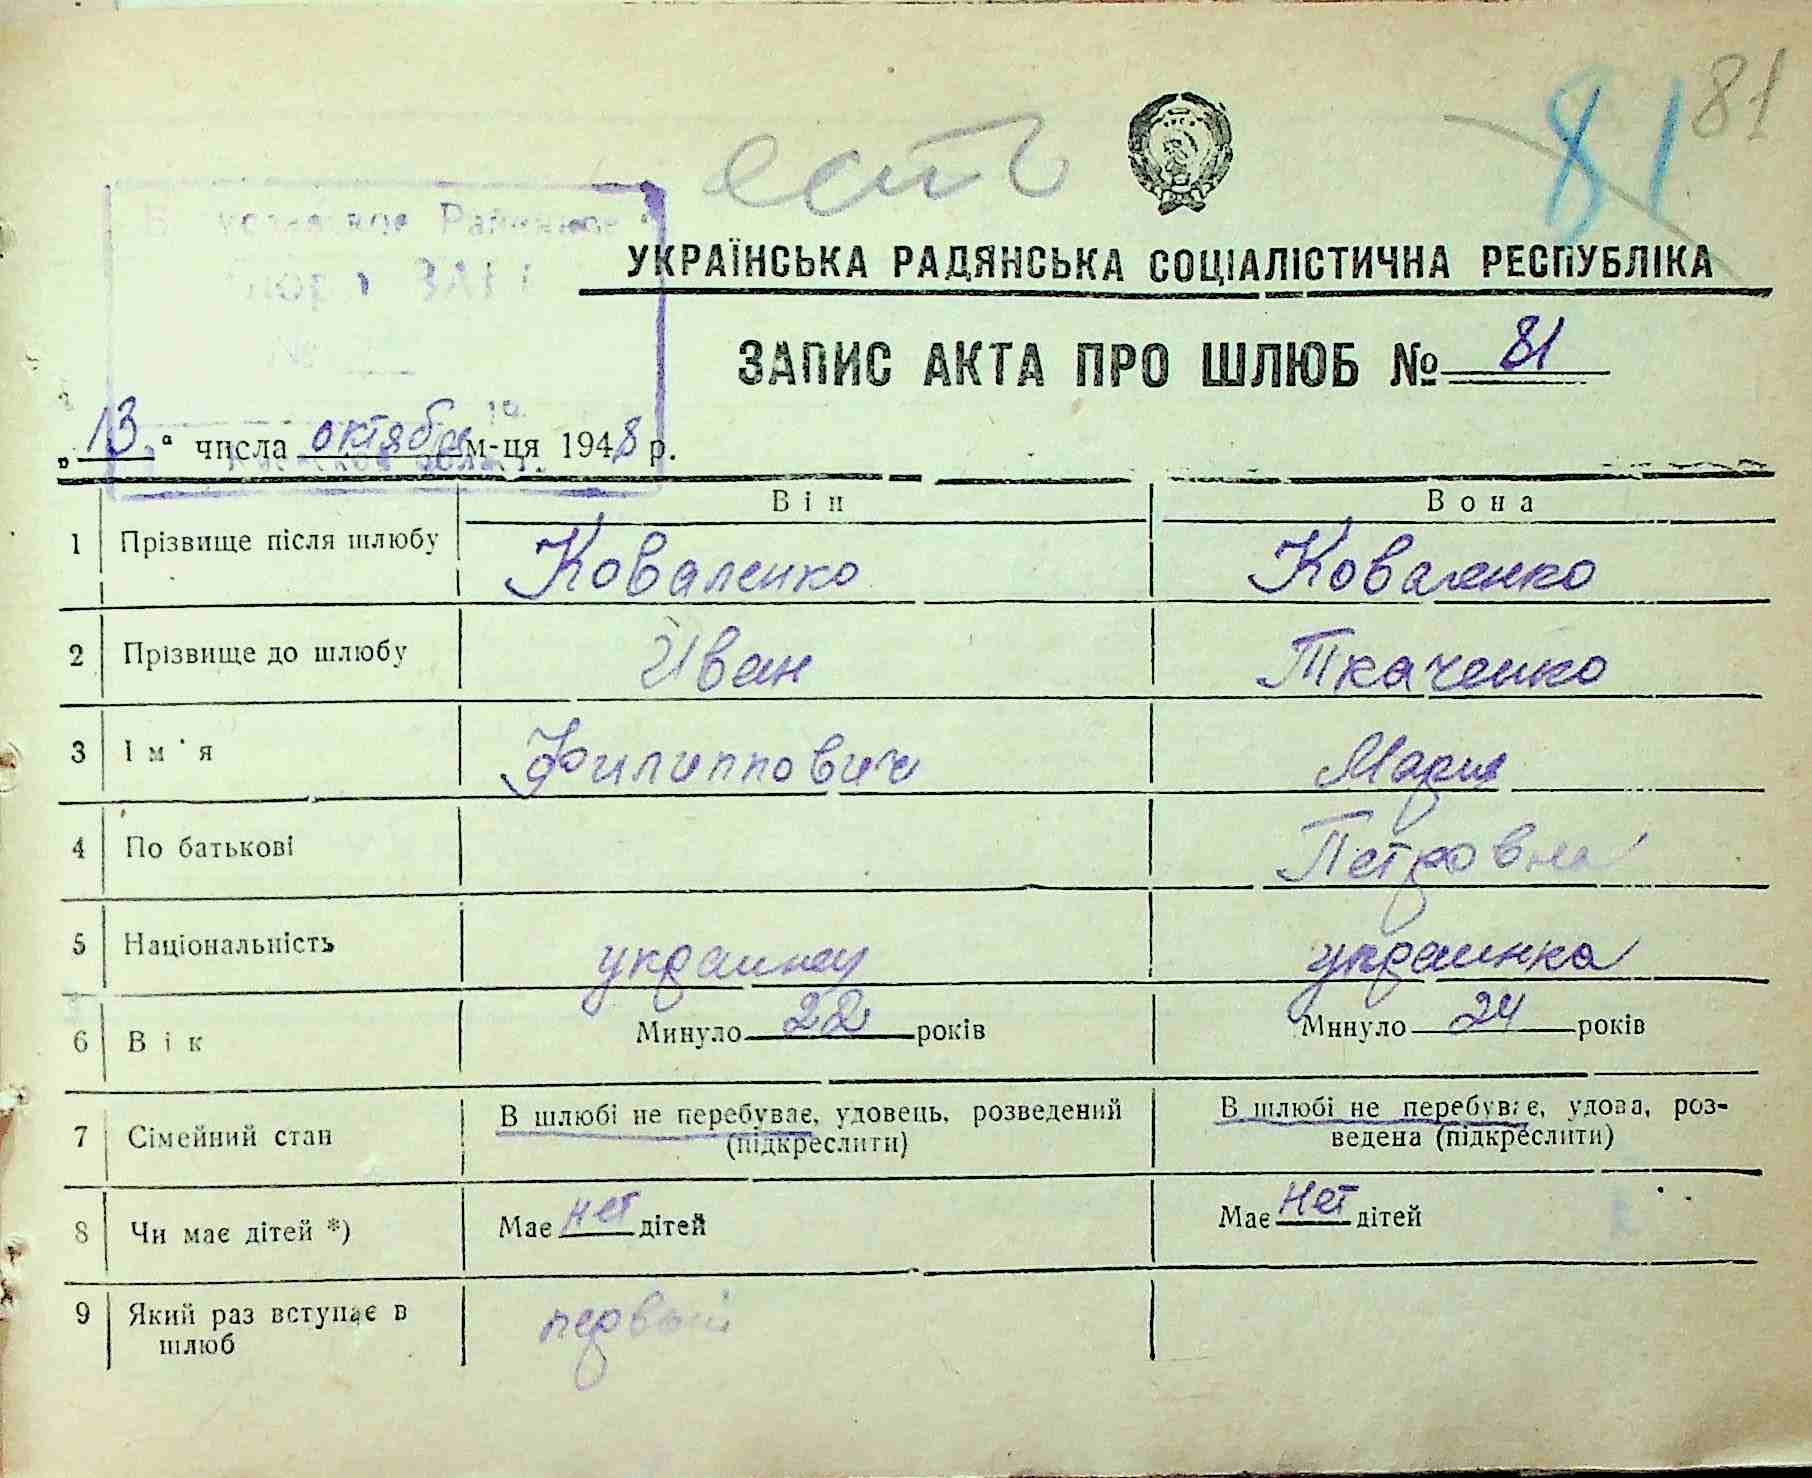 81
81
есть
УКРАЇНСЬКА РАДЯНСЬКА СОЦІАЛІСТИЧНА РЕСПУБЛІКА
ЗАПИС АКТА ПРО ШЛЮБ № 81
„13“ числа октября м-ця 1948 р.
Він Вона
1 Прізвище після шлюбу Коваленко Коваленко
2 Прізвище до шлюбу Иван Ткаченко
3 Ім'я Филиппович Мария
4 По батькові Петровна
5 Національність украинец украинка
6 Вік Минуло 22 років Минуло 24 років
7 Сімейний стан В шлюбі не перебуває, удовець, розведений (підкреслити) В шлюбі не перебуває, удова, роз-
ведена (підкреслити)
8 Чи має дітей *) Має нет дітей Має нет дітей
9 Який раз вступає в первый
шлюб